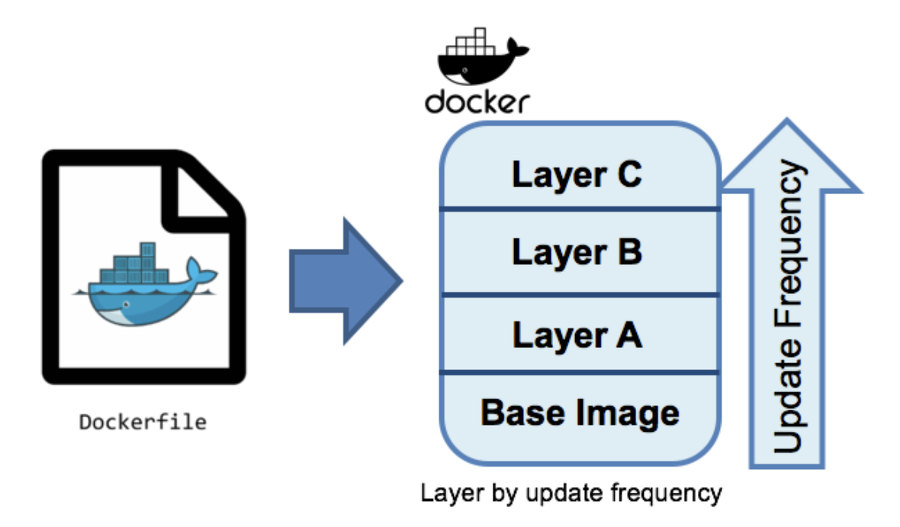 docker
Layer C
Layer B
Layer A
Base Image
Update Frequency
Dockerfile
Layer by update frequency